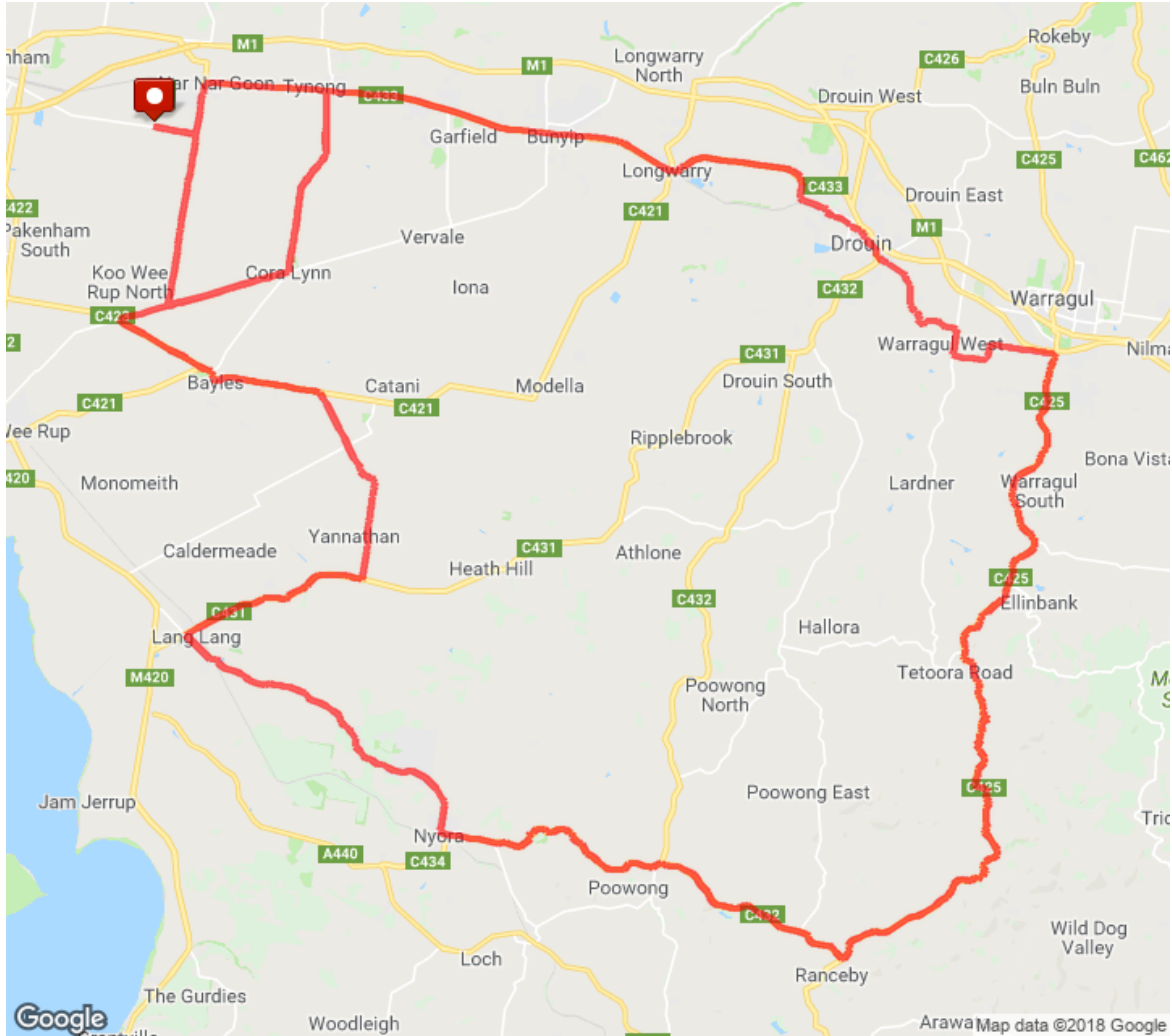 Rokeby
M1
nham
Longwarry
North
C426
M1
Nar Nar Goon
Tynong
Buln Buln
C433
Drouin West
Garfield
Bunyip
C425
C462
Longwarry
C433
Drouin East
C422
C421
M1
Pakenham
South
Vervale
Drouin
Koo Wee
Rup North
Cora Lynn
Iona
C432
Warragul
C422
2
Warragul West
Nilma
C431
Bayles
Catani
Modella
Drouin South
C421
C421
C425
Wee Rup
Ripplebrook
Bona Vista
420
Monomeith
Lardner
Warragul
South
Yannathan
Caldermeade
C431
Athlone
Heath Hill
C425
C432
Ellinbank
C431
Lang Lang
Hallora
M420
Tetoora Road
Poowong
North
C425
Poowong East
Jam Jerrup
Nyora
A440
C434
Poowong
C432
Wild Dog
Valley
Loch
Ranceby
The Gurdies
Woodleigh
Arawa
Google
Map data ©2018 Google